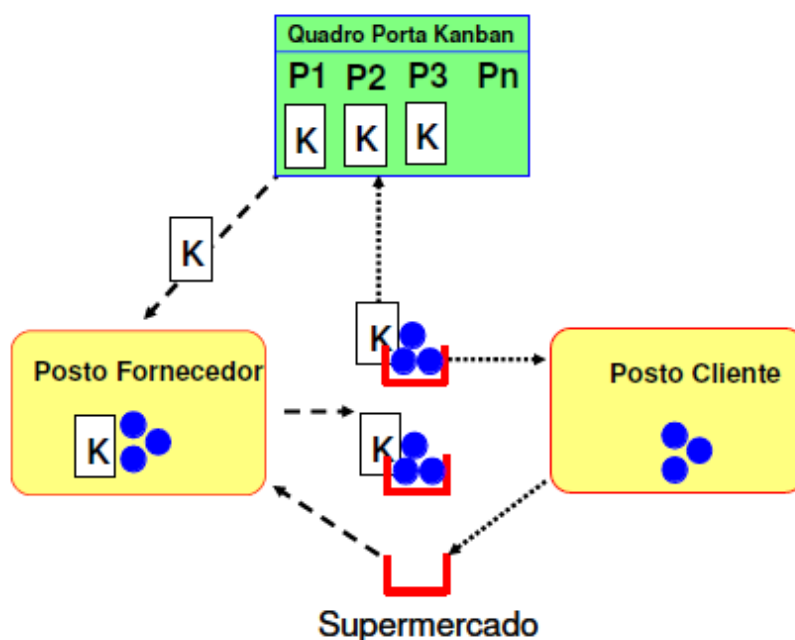 Quadro Porta Kanban
P1 P2 P3 Pn
K K K
K
K
Posto Fornecedor
Posto Cliente
K
K
Supermercado